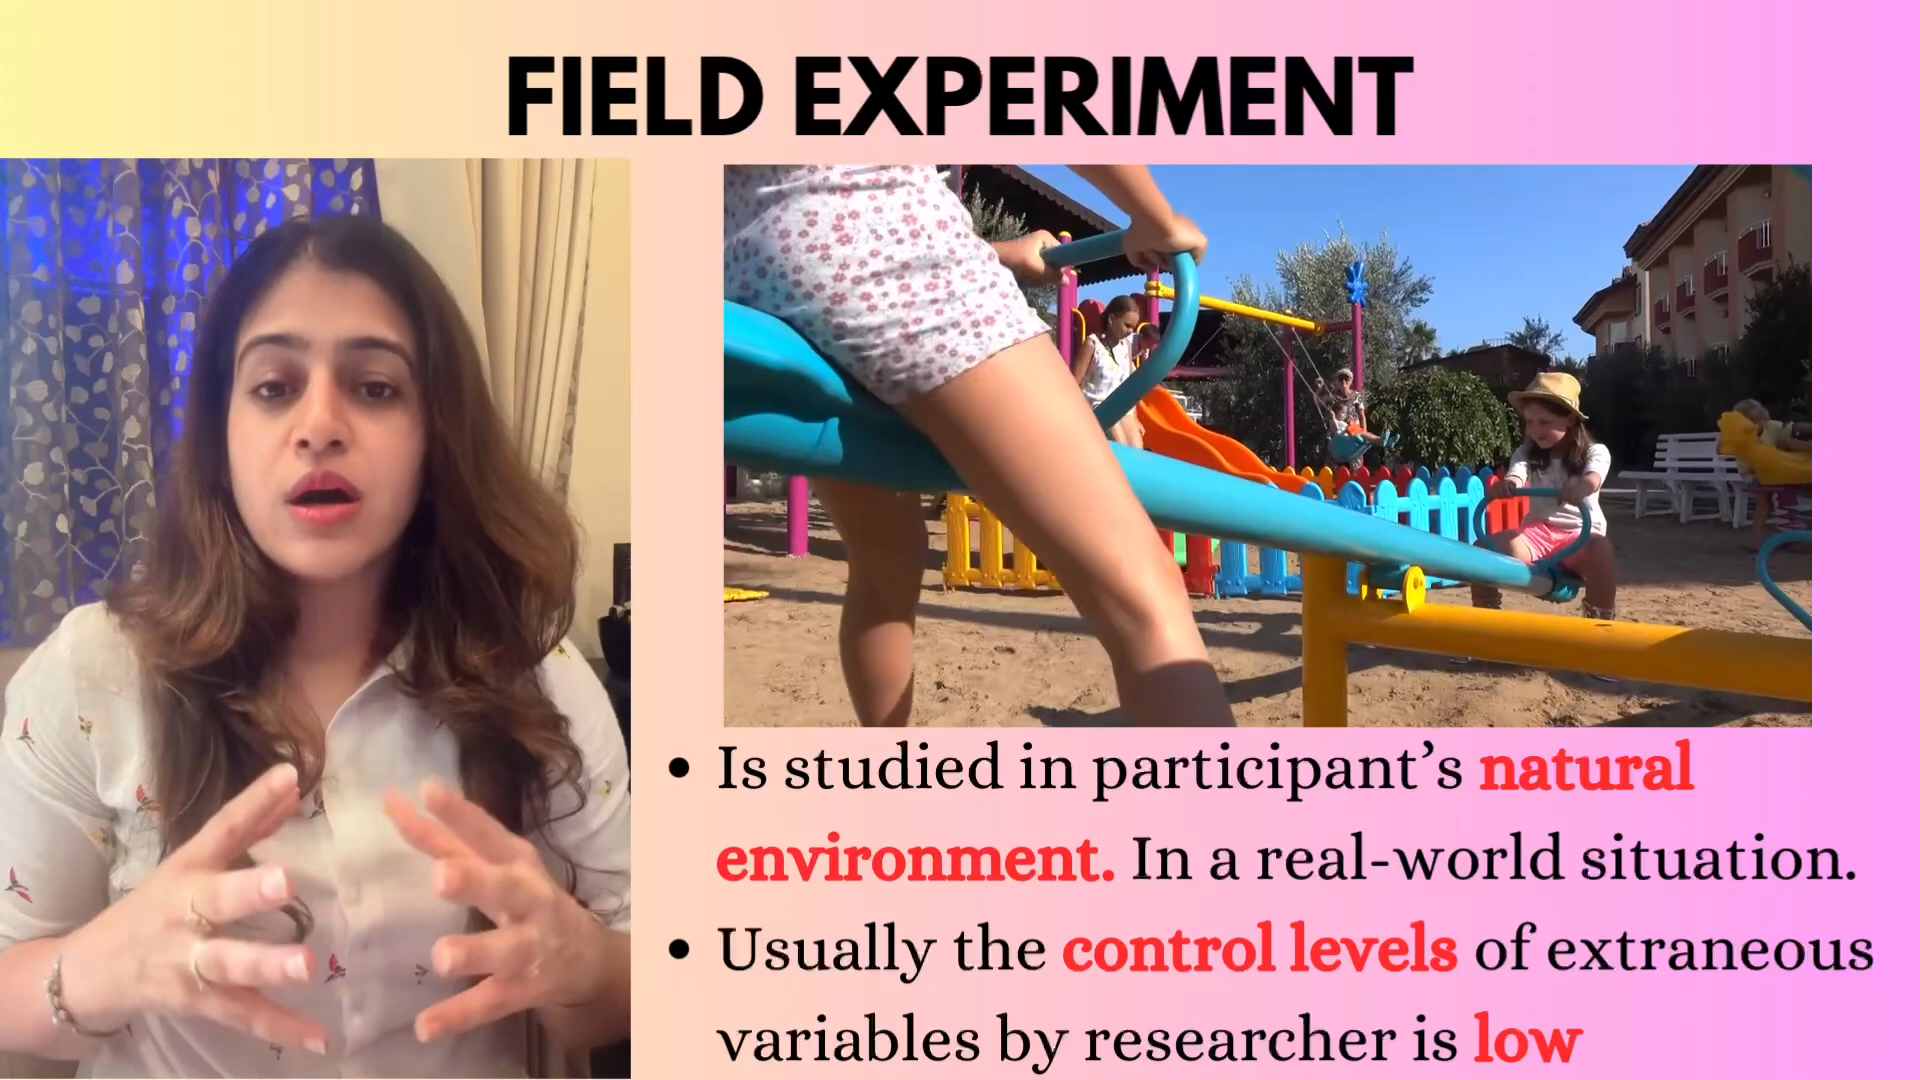 FIELD EXPERIMENT
• Is studied in participant’s natural
environment. In a real-world situation.
• Usually the control levels of extraneous
variables by researcher is low